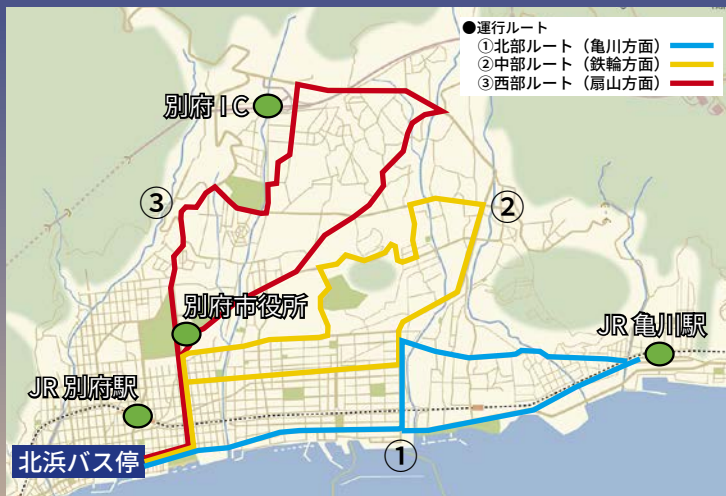 ●運行ルート
①北部ルート（亀川方面）
②中部ルート（鉄輪方面）
③西部ルート（扇山方面）
別府IC
③
②
別府市役所
JR 亀川駅
JR 別府駅
北浜バス停
①